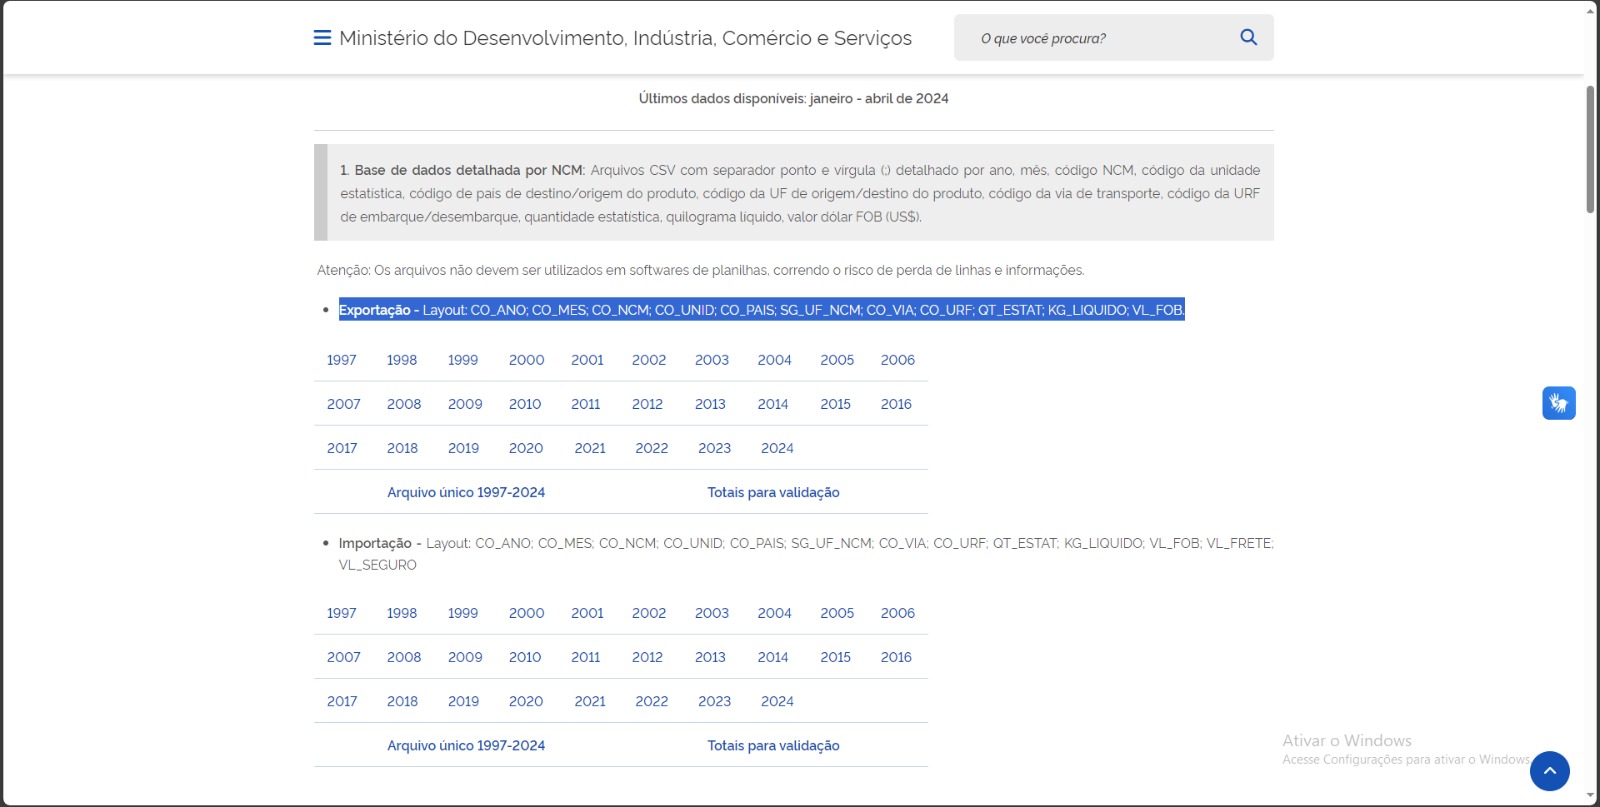 Ministério do Desenvolvimento, Indústria, Comércio e Serviços
O que você procura?
Últimos dados disponíveis: janeiro - abril de 2024
1. Base de dados detalhada por NCM: Arquivos CSV com separador ponto e vírgula (;) detalhado por ano, mês, código NCM, código da unidade
estatística, código de país de destino/origem do produto, código da UF de origem/destino do produto, código da via de transporte, código da URF
de embarque/desembarque, quantidade estatística, quilograma líquido, valor dólar FOB (US$).
Atenção: Os arquivos não devem ser utilizados em softwares de planilhas, correndo o risco de perda de linhas e informações.
• Exportação - Layout: CO_ANO; CO_MES; CO_NCM; CO_UNID; CO_PAIS; SG_UF_NCM; CO_VIA; CO_URF; QT_ESTAT; KG_LIQUIDO; VL_FOB.
1997 1998 1999 2000 2001 2002 2003 2004 2005 2006
2007 2008 2009 2010 2011 2012 2013 2014 2015 2016
2017 2018 2019 2020 2021 2022 2023 2024
Arquivo único 1997-2024 Totais para validação
• Importação - Layout: CO_ANO; CO_MES; CO_NCM; CO_UNID; CO_PAIS; SG_UF_NCM; CO_VIA; CO_URF; QT_ESTAT; KG_LIQUIDO; VL_FOB; VL_FRETE;
VL_SEGURO
1997 1998 1999 2000 2001 2002 2003 2004 2005 2006
2007 2008 2009 2010 2011 2012 2013 2014 2015 2016
2017 2018 2019 2020 2021 2022 2023 2024
Arquivo único 1997-2024 Totais para validação
Ativar o Windows
Acesse Configurações para ativar o Windows.